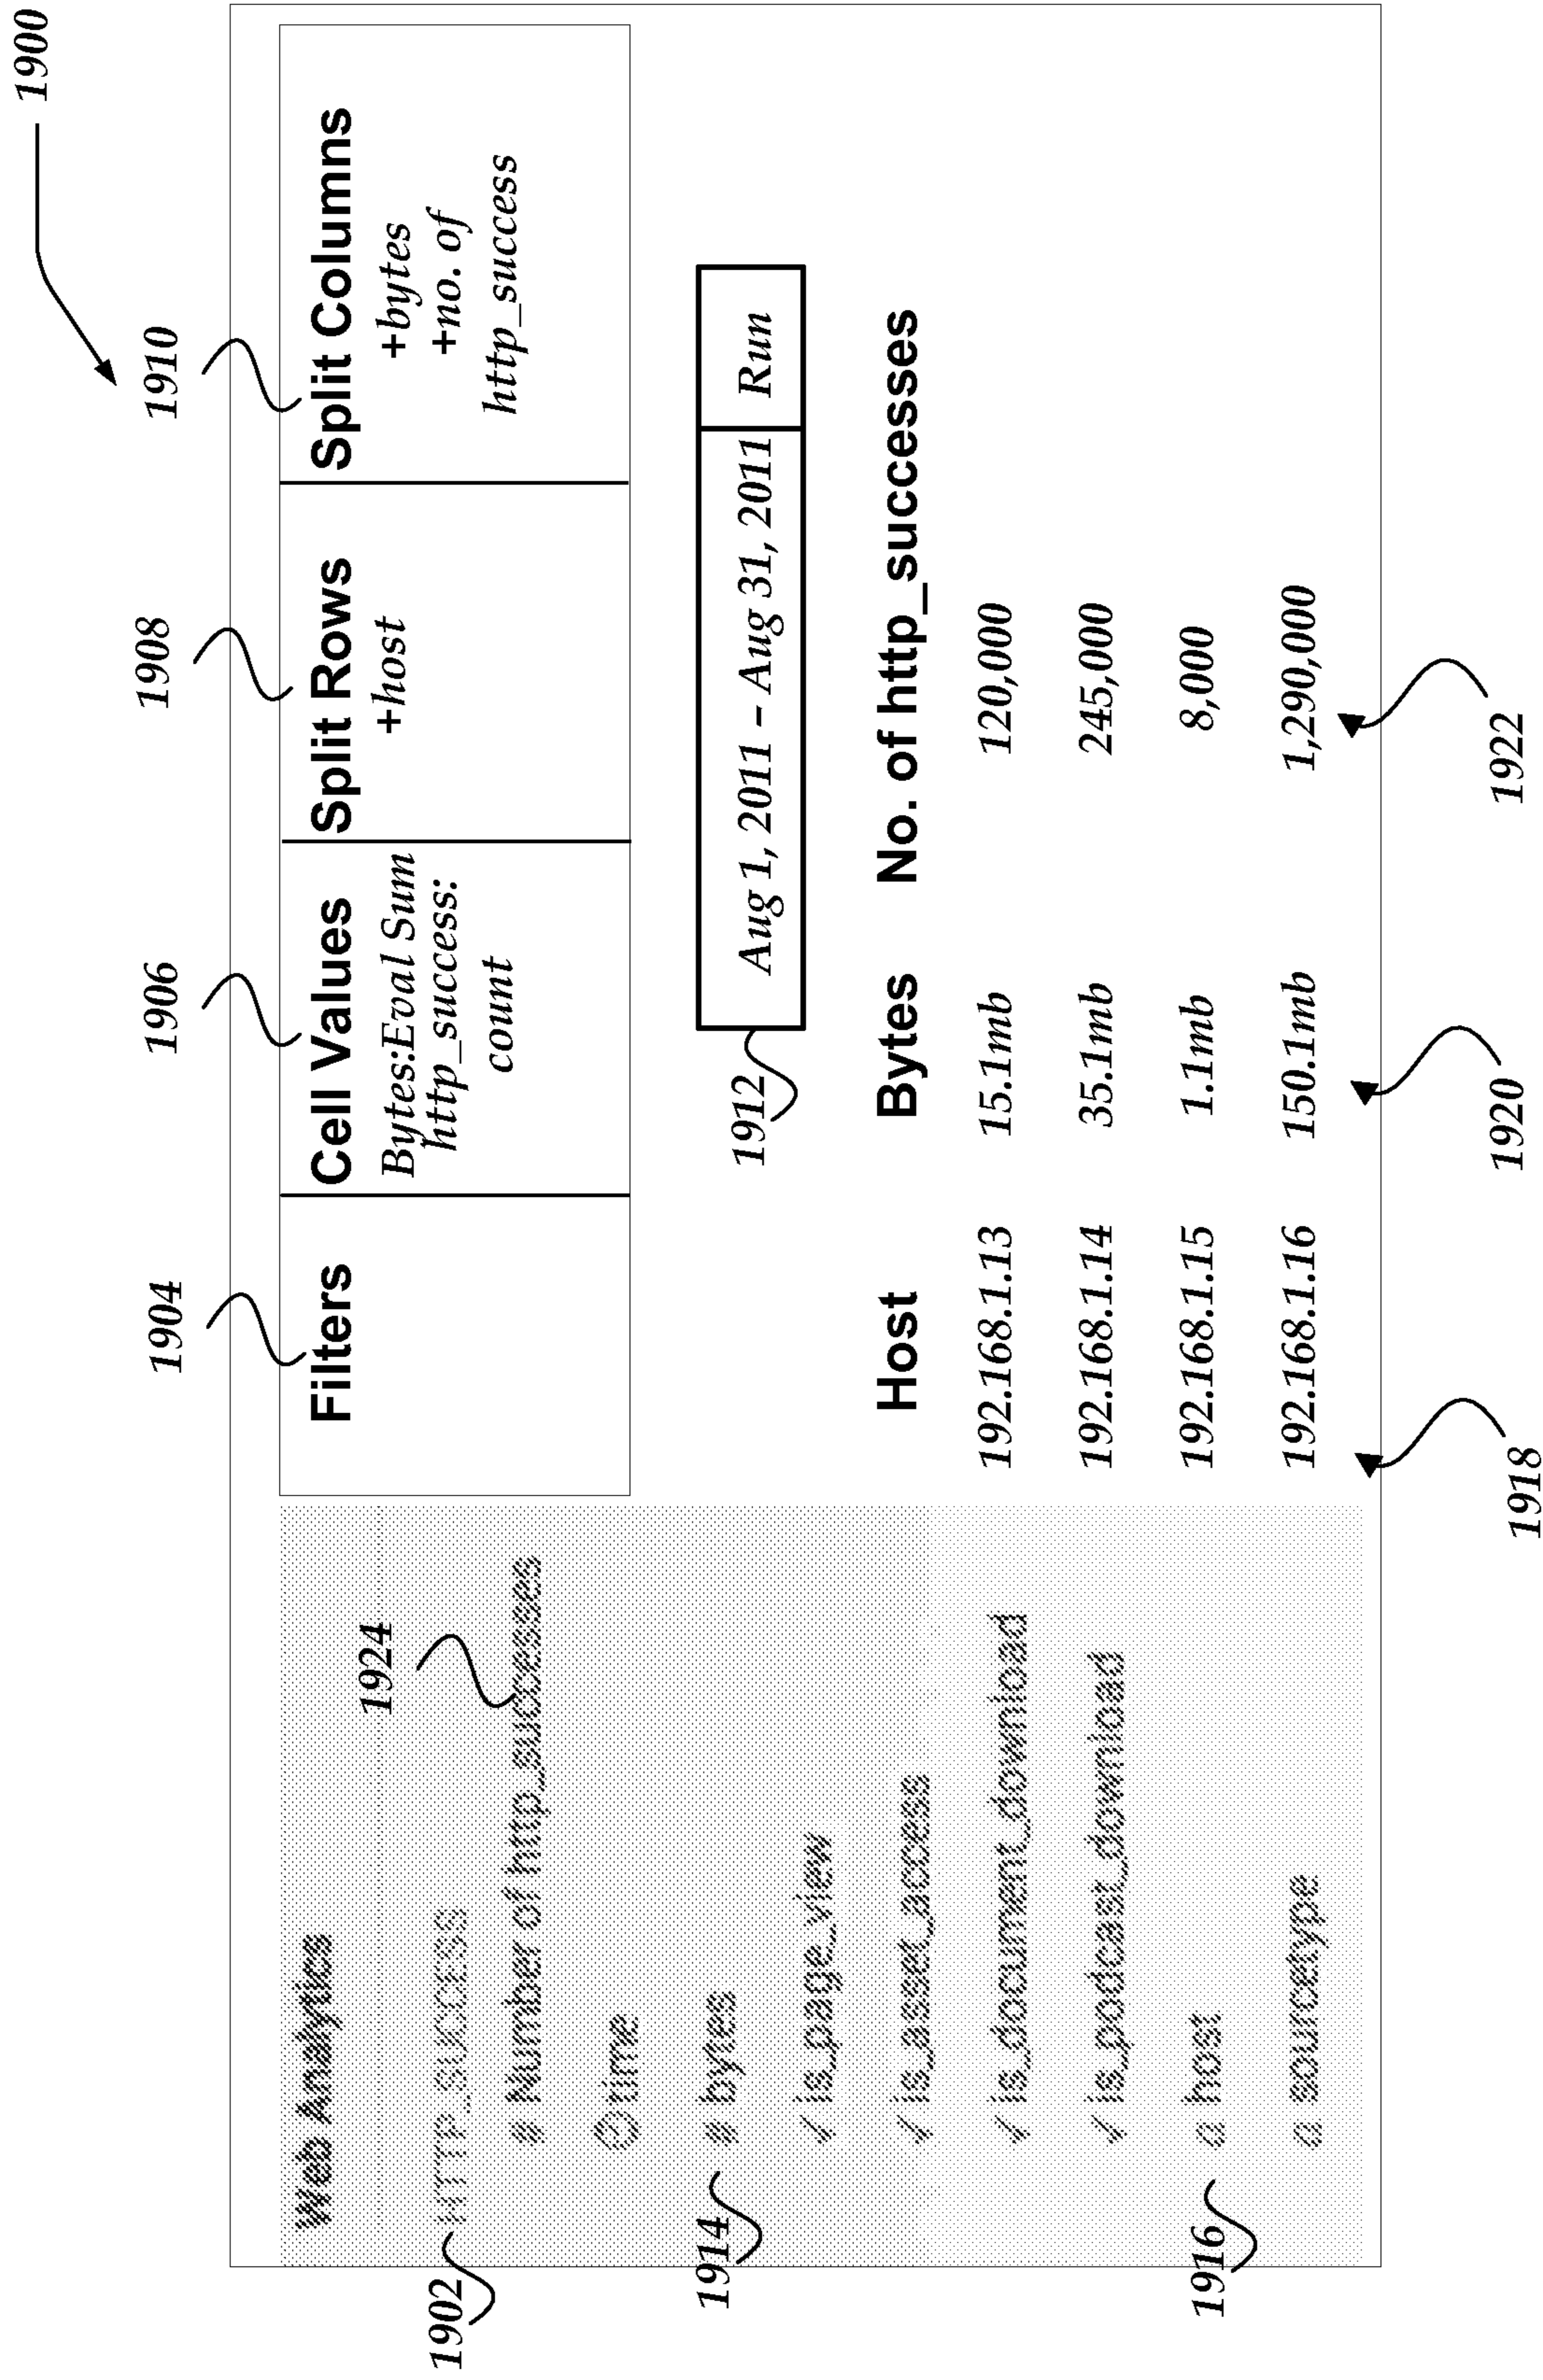 1900
1904
1906
1908
1910
Web Analytics
HTTP_SUCCESS
# Number of http_successes
time
# bytes
✓ is_page_view
✓ is_asset_access
✓ is_document_download
✓ is_podcast_download
a host
a sourcetype
1902
1924
1914
1916
Filters
Cell Values
Bytes:Eval Sum
http_success:
count
Split Rows
+host
Split Columns
+bytes
+no. of
http_success
1912
Aug 1, 2011 – Aug 31, 2011 Run
Host Bytes No. of http_successes
192.168.1.13 15.1mb 120,000
192.168.1.14 35.1mb 245,000
192.168.1.15 1.1mb 8,000
192.168.1.16 150.1mb 1,290,000
1918
1920
1922